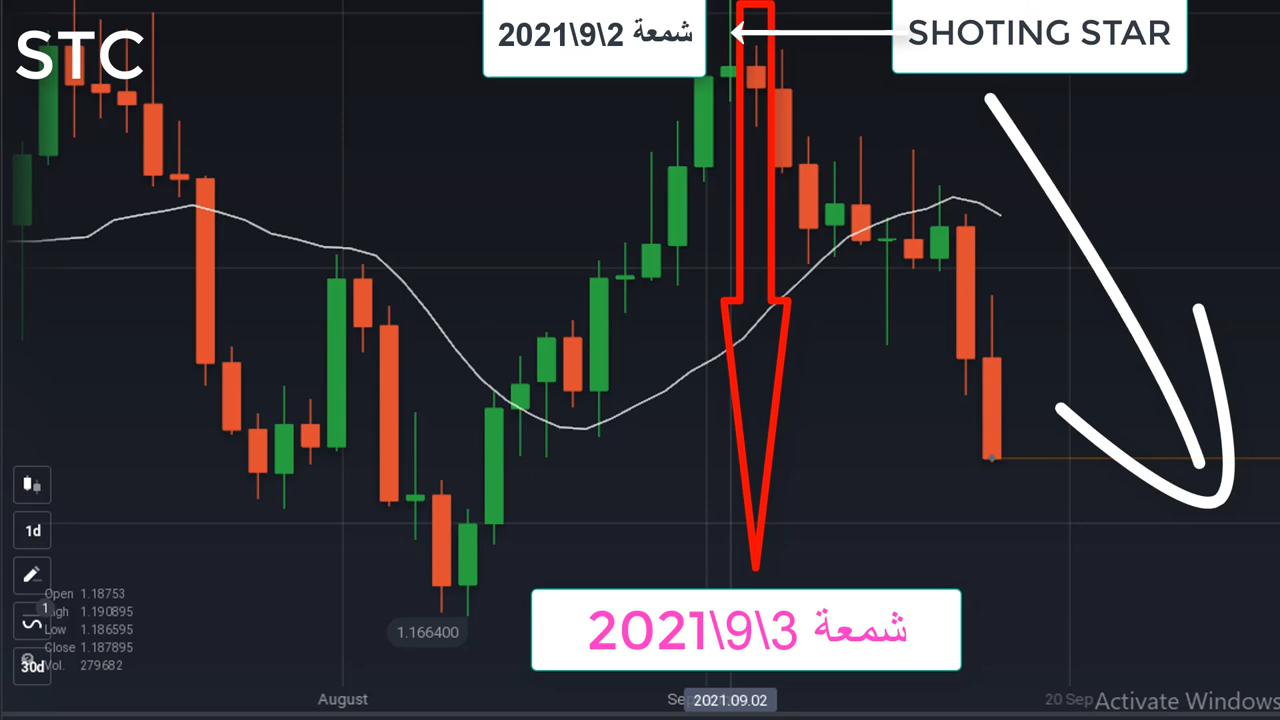 STC
شمعة 2\9\2021
SHOTING STAR
1d
1
30d
Open 1.18753
High 1.190895
Low 1.186595
Close 1.187895
Vol. 279682
1.166400
شمعة 3\9\2021
August
2021.09.02
20 Sep
Activate Windows